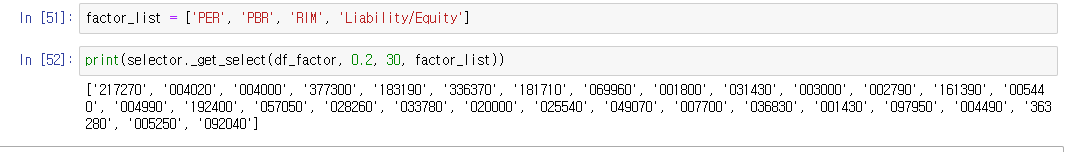 In [51]: factor_list = ['PER', 'PBR', 'RIM', 'Liability/Equity']
In [52]: print(selector._get_select(df_factor, 0.2, 30, factor_list))
['217270', '004020', '004000', '377300', '183190', '336370', '181710', '069960', '001800', '031430', '003000', '002790', '161390', '00544
0', '004990', '192400', '057050', '028260', '033780', '020000', '025540', '049070', '007700', '036830', '001430', '097950', '004490', '363
280', '005250', '092040']